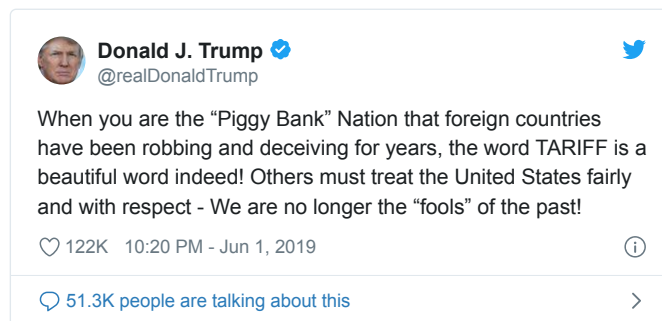 Donald J. Trump
@realDonaldTrump
When you are the “Piggy Bank” Nation that foreign countries
have been robbing and deceiving for years, the word TARIFF is a
beautiful word indeed! Others must treat the United States fairly
and with respect - We are no longer the “fools” of the past!
122K 10:20 PM - Jun 1, 2019
51.3K people are talking about this